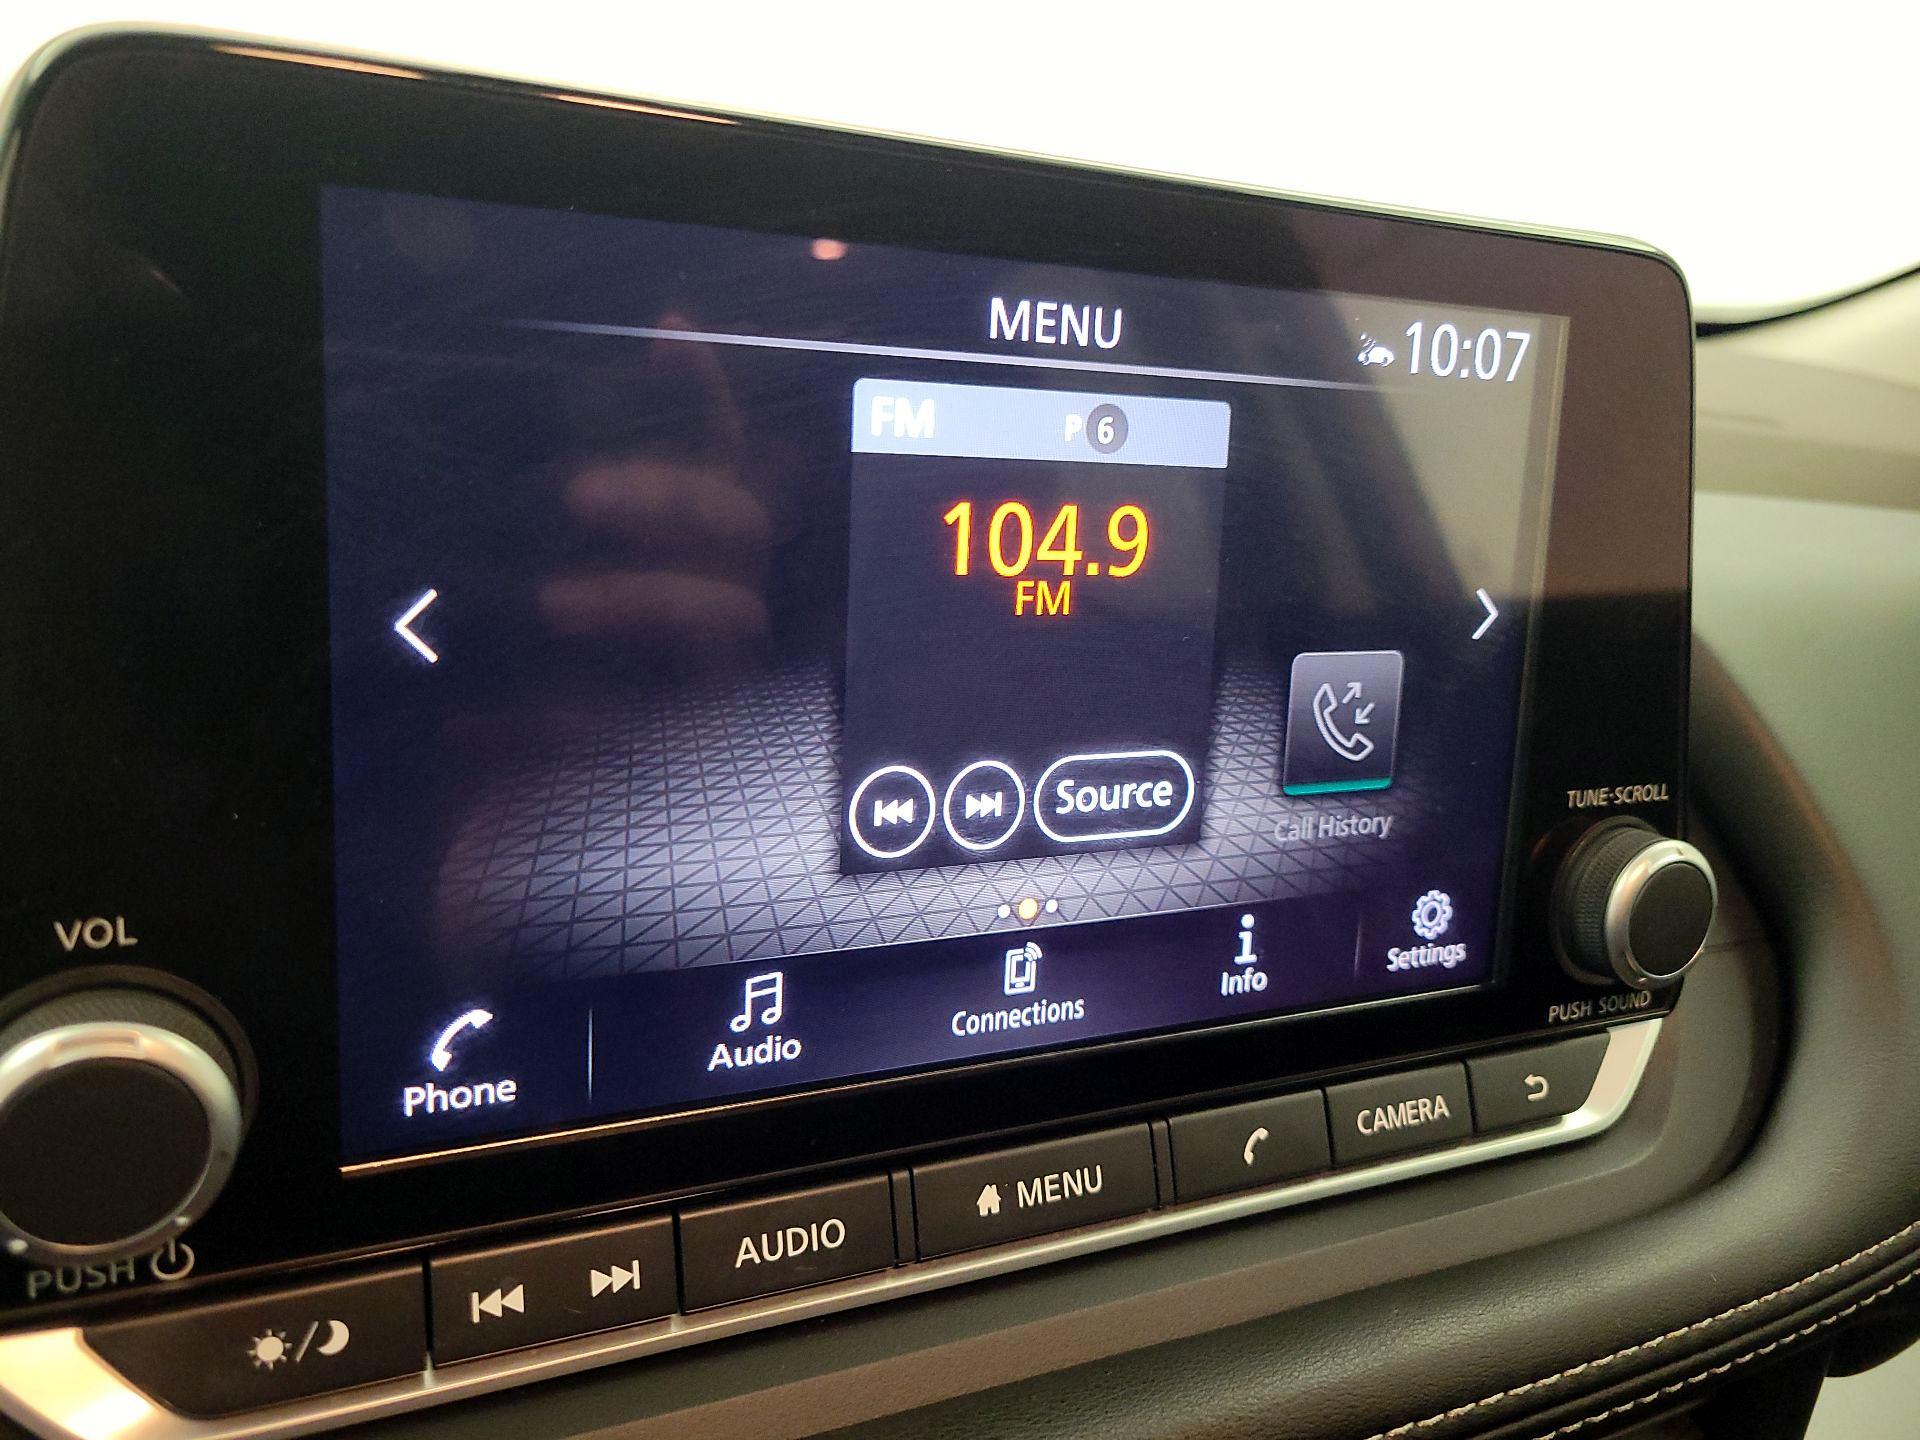 MENU
10:07
FM P 6
104.9
FM
Source
Call History
Phone
Audio
Connections
Info
Settings
VOL
PUSH
TUNE·SCROLL
PUSH SOUND
AUDIO
MENU
CAMERA